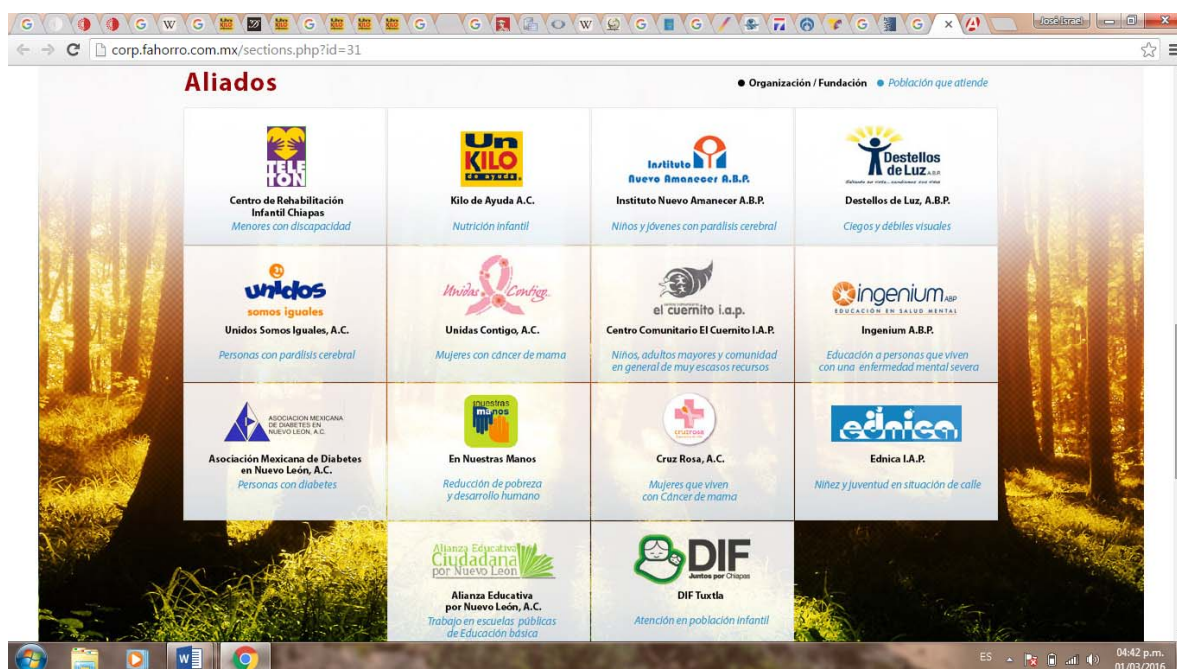 José Israel
corp.fahorro.com.mx/sections.php?id=31
Aliados
Organización / Fundación
Población que atiende
TELE
TON
Centro de Rehabilitación
Infantil Chiapas
Menores con discapacidad
Un
KILO
de ayuda.
Kilo de Ayuda A.C.
Nutrición infantil
Instituto
Nuevo Amanecer A.B.P.
Instituto Nuevo Amanecer A.B.P.
Niños y jóvenes con parálisis cerebral
Destellos
de Luz A.B.P.
Destellos de Luz, A.B.P.
Ciegos y débiles visuales
unidos
somos iguales
Unidos Somos Iguales, A.C.
Personas con parálisis cerebral
Unidas Contigo
Unidas Contigo, A.C.
Mujeres con cáncer de mama
centro comunitario
el cuernito i.a.p.
Centro Comunitario El Cuernito I.A.P.
Niños, adultos mayores y comunidad
en general de muy escasos recursos
ingenium ABP
EDUCACIÓN EN SALUD MENTAL
Ingenium A.B.P.
Educación a personas que viven
con una enfermedad mental severa
ASOCIACION MEXICANA
DE DIABETES EN
NUEVO LEON, A.C.
Asociación Mexicana de Diabetes
en Nuevo León, A.C.
Personas con diabetes
nuestras
manos
En Nuestras Manos
Reducción de pobreza
y desarrollo humano
cruzrosa
Cruz Rosa, A.C.
Mujeres que viven
con Cáncer de mama
ednica
Ednica I.A.P.
Niñez y juventud en situación de calle
Alianza Educativa
Ciudadana
por Nuevo León
Alianza Educativa
por Nuevo León, A.C.
Trabajo en escuelas públicas
de Educación básica
DIF
Juntos por Chiapas
DIF Tuxtla
Atención en población infantil
ES
04:42 p.m.
01/03/2016